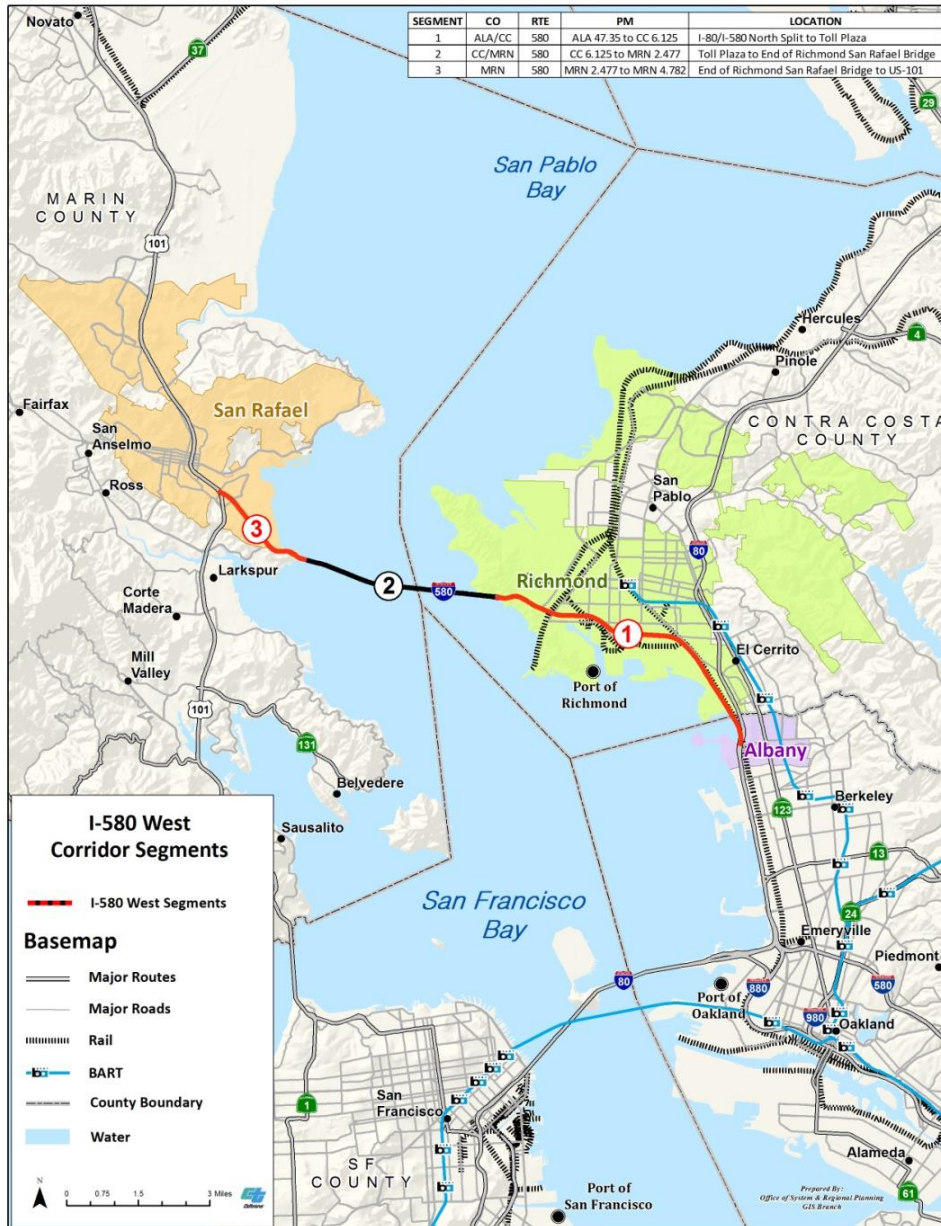 SEGMENT CO RTE PM LOCATION
1 ALA/CC 580 ALA 47.35 to CC 6.125 I-80/I-580 North Split to Toll Plaza
2 CC/MRN 580 CC 6.125 to MRN 2.477 Toll Plaza to End of Richmond San Rafael Bridge
3 MRN 580 MRN 2.477 to MRN 4.782 End of Richmond San Rafael Bridge to US-101
Novato
37
29
San Pablo
Bay
MARIN
COUNTY
101
Hercules
4
Pinole
Fairfax
San Rafael
CONTRA COSTA
COUNTY
San
Anselmo
Ross
San
Pablo
3
80
Larkspur
2
580
Richmond
Corte
Madera
1
El Cerrito
Mill
Valley
Port of
Richmond
101
131
Albany
Belvedere
123
Berkeley
Sausalito
13
I-580 West
Corridor Segments
I-580 West Segments
Basemap
Major Routes
Major Roads
Rail
BART
County Boundary
Water
N
0 0.75 1.5 3 Miles
Caltrans
San Francisco
Bay
24
Emeryville
Piedmont
80
Port of
Oakland
880
580
980
Oakland
1
San
Francisco
SF
COUNTY
Alameda
Port of
San Francisco
Prepared By:
Office of System & Regional Planning
GIS Branch
61